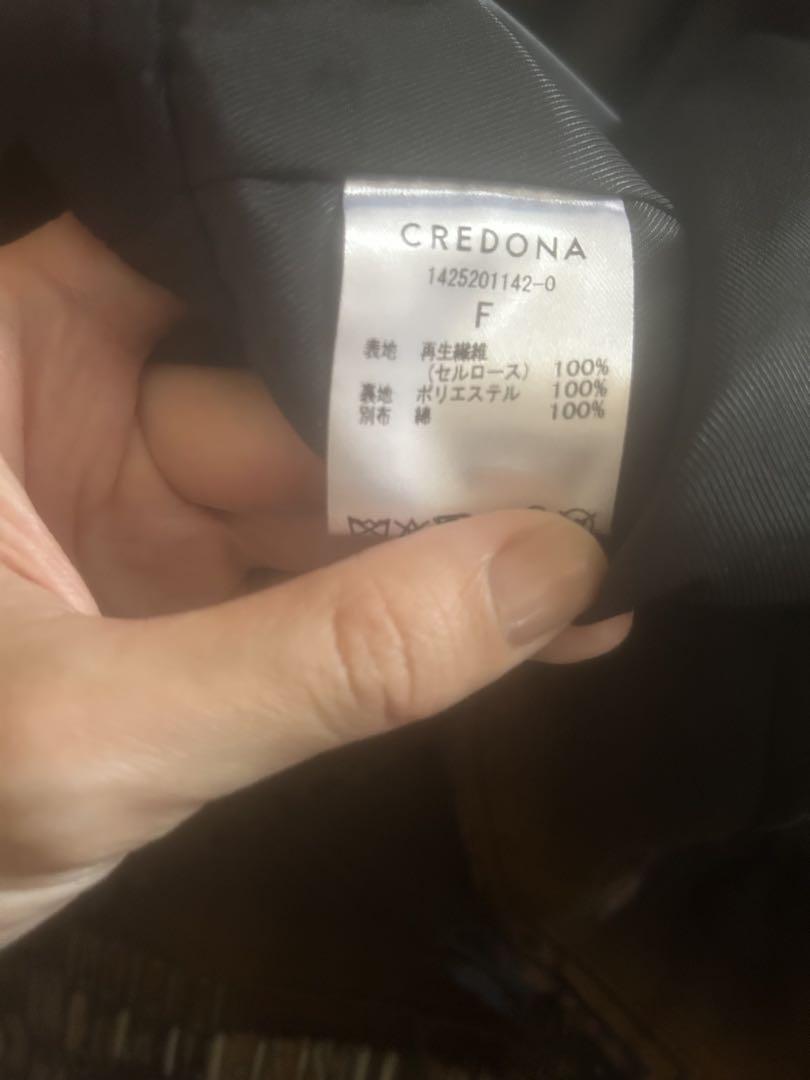 CREDONA
1425201142-0
F
表地 再生繊維
(セルロース) 100%
裏地 ポリエステル 100%
別布 綿 100%